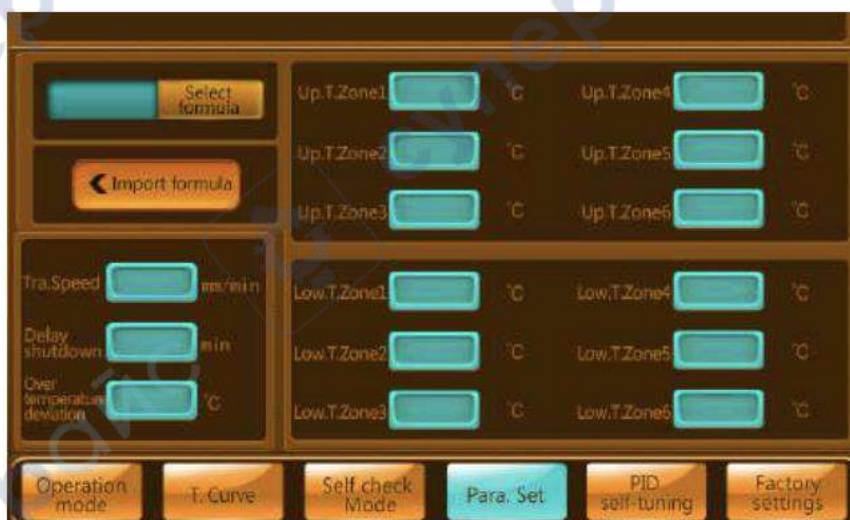 Select
formula
Import formula
Tra.Speed mm/min
Delay
shutdown min
Over
temperature
deviation °C
Up.T.Zone1 °C Up.T.Zone4 °C
Up.T.Zone2 °C Up.T.Zone5 °C
Up.T.Zone3 °C Up.T.Zone6 °C
Low.T.Zone1 °C Low.T.Zone4 °C
Low.T.Zone2 °C Low.T.Zone5 °C
Low.T.Zone3 °C Low.T.Zone6 °C
Operation
mode
T. Curve
Self check
Mode
Para. Set
PID
self-tuning
Factory
settings